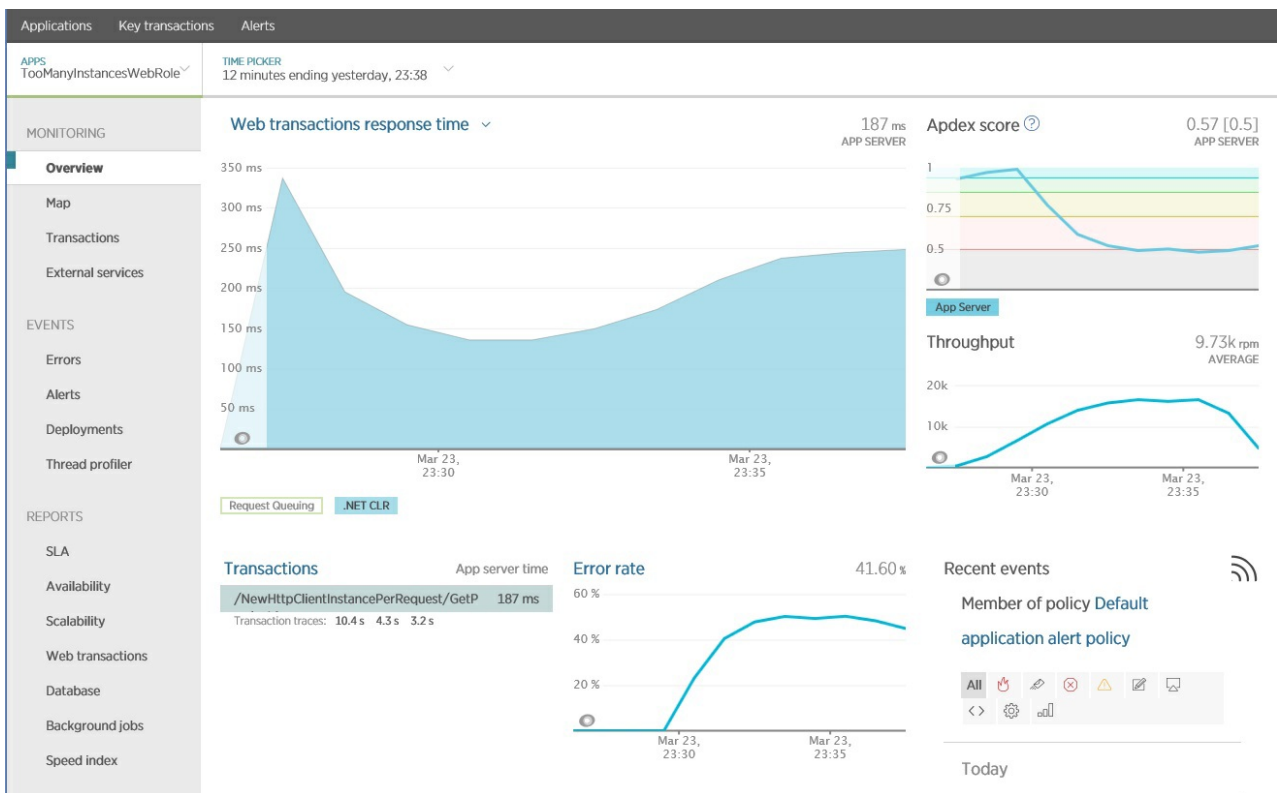 Applications Key transactions Alerts
APPS
TooManyInstancesWebRole
TIME PICKER
12 minutes ending yesterday, 23:38
MONITORING
Overview
Map
Transactions
External services
EVENTS
Errors
Alerts
Deployments
Thread profiler
REPORTS
SLA
Availability
Scalability
Web transactions
Database
Background jobs
Speed index
Web transactions response time
187 ms
APP SERVER
350 ms
300 ms
250 ms
200 ms
150 ms
100 ms
50 ms
Mar 23,
23:30
Mar 23,
23:35
Request Queuing .NET CLR
Apdex score ?
0.57 [0.5]
APP SERVER
1
0.75
0.5
App Server
Throughput
9.73k rpm
AVERAGE
20k
10k
Mar 23,
23:30
Mar 23,
23:35
Transactions App server time
/NewHttpClientInstancePerRequest/GetP 187 ms
Transaction traces: 10.4 s 4.3 s 3.2 s
Error rate 41.60 %
60 %
40 %
20 %
Mar 23,
23:30
Mar 23,
23:35
Recent events
Member of policy Default
application alert policy
All
Today